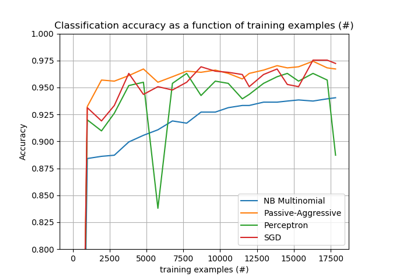 Classification accuracy as a function of training examples (#)
1.000
0.975
0.950
0.925
0.900
0.875
0.850
0.825
0.800
Accuracy
NB Multinomial
Passive-Aggressive
Perceptron
SGD
0 2500 5000 7500 10000 12500 15000 17500
training examples (#)